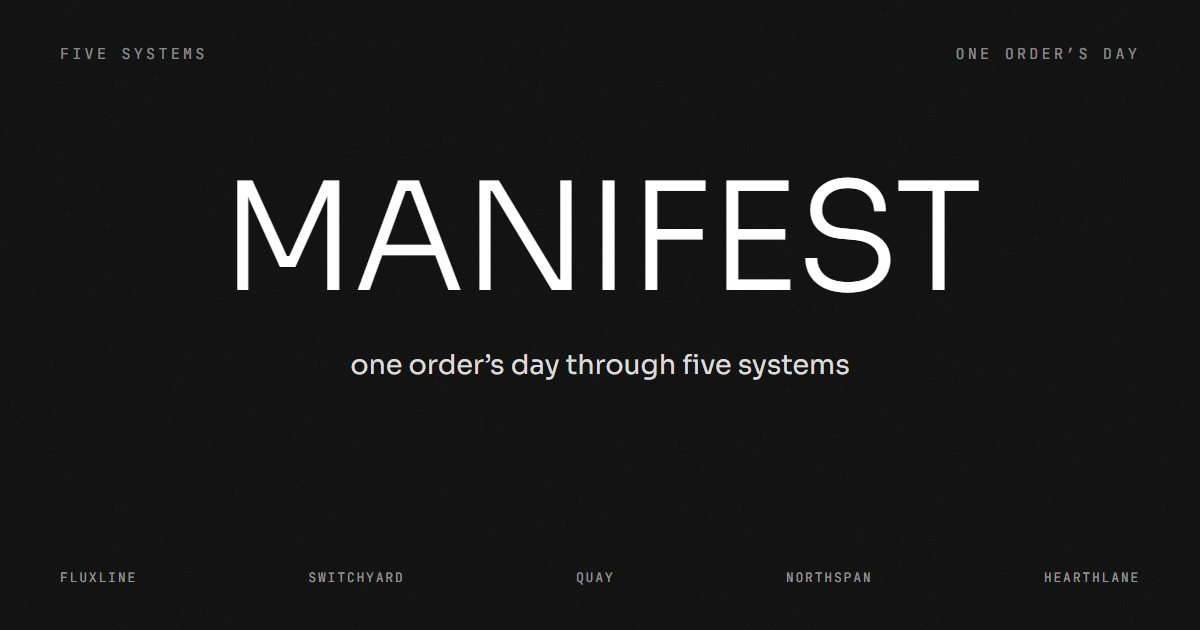 FIVE SYSTEMS
ONE ORDER’S DAY
MANIFEST
one order’s day through five systems
FLUXLINE
SWITCHYARD
QUAY
NORTHSPAN
HEARTHLANE